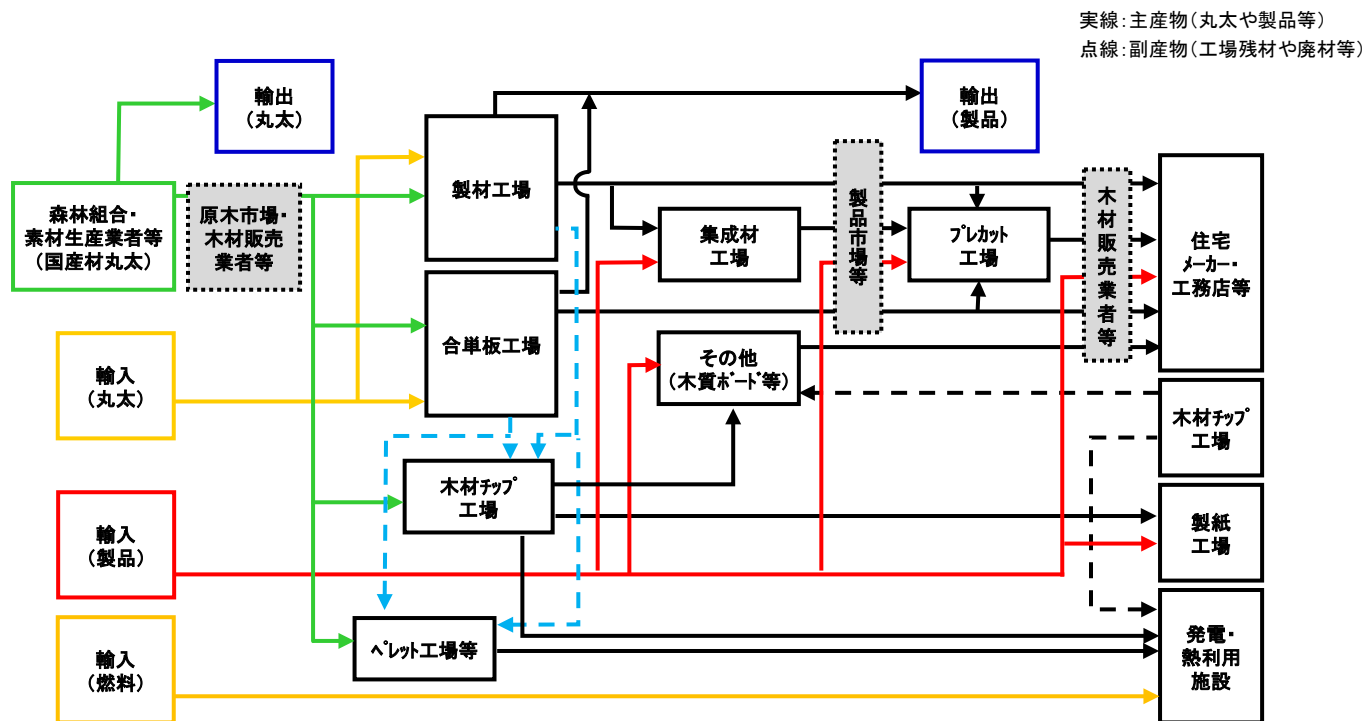 実線：主産物（丸太や製品等）
点線：副産物（工場残材や廃材等）
輸出
（丸太）
輸出
（製品）
森林組合・
素材生産業者等
（国産材丸太）
原木市場・
木材販売
業者等
製材工場
集成材
工場
製品市場等
プレカット
工場
木材販売業者等
住宅
メーカー・
工務店等
合単板工場
その他
（木質ボード等）
輸入
（丸太）
木材チップ
工場
木材チップ
工場
輸入
（製品）
製紙
工場
ペレット工場等
輸入
（燃料）
発電・
熱利用
施設